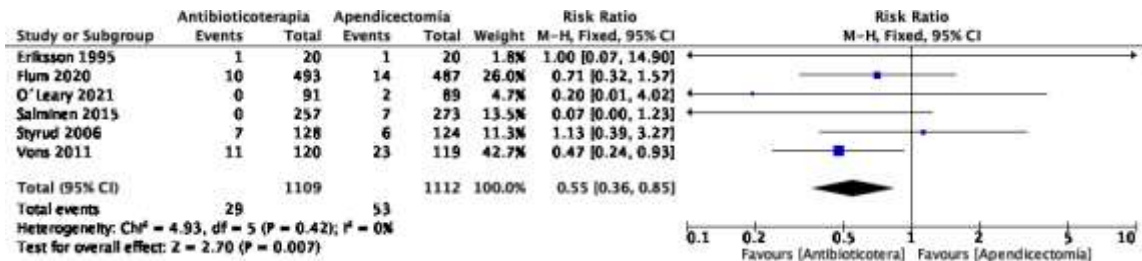 Antibioticoterapia Apendicectomía Risk Ratio Risk Ratio
Study or Subgroup Events Total Events Total Weight M-H, Fixed, 95% CI M-H, Fixed, 95% CI
Eriksson 1995 1 20 1 20 1.8% 1.00 [0.07, 14.90]
Flum 2020 10 493 14 487 26.0% 0.71 [0.32, 1.57]
O´Leary 2021 0 91 2 89 4.7% 0.20 [0.01, 4.02]
Salminen 2015 0 257 7 273 13.5% 0.07 [0.00, 1.23]
Styrud 2006 7 128 6 124 11.3% 1.13 [0.39, 3.27]
Vons 2011 11 120 23 119 42.7% 0.47 [0.24, 0.93]
Total (95% CI) 1109 1112 100.0% 0.55 [0.36, 0.85]
Total events 29 53
Heterogeneity: Chi² = 4.93, df = 5 (P = 0.42); I² = 0%
Test for overall effect: Z = 2.70 (P = 0.007)
0.1 0.2 0.5 1 2 5 10
Favours [Antibioticotera] Favours [Apendicectomía]